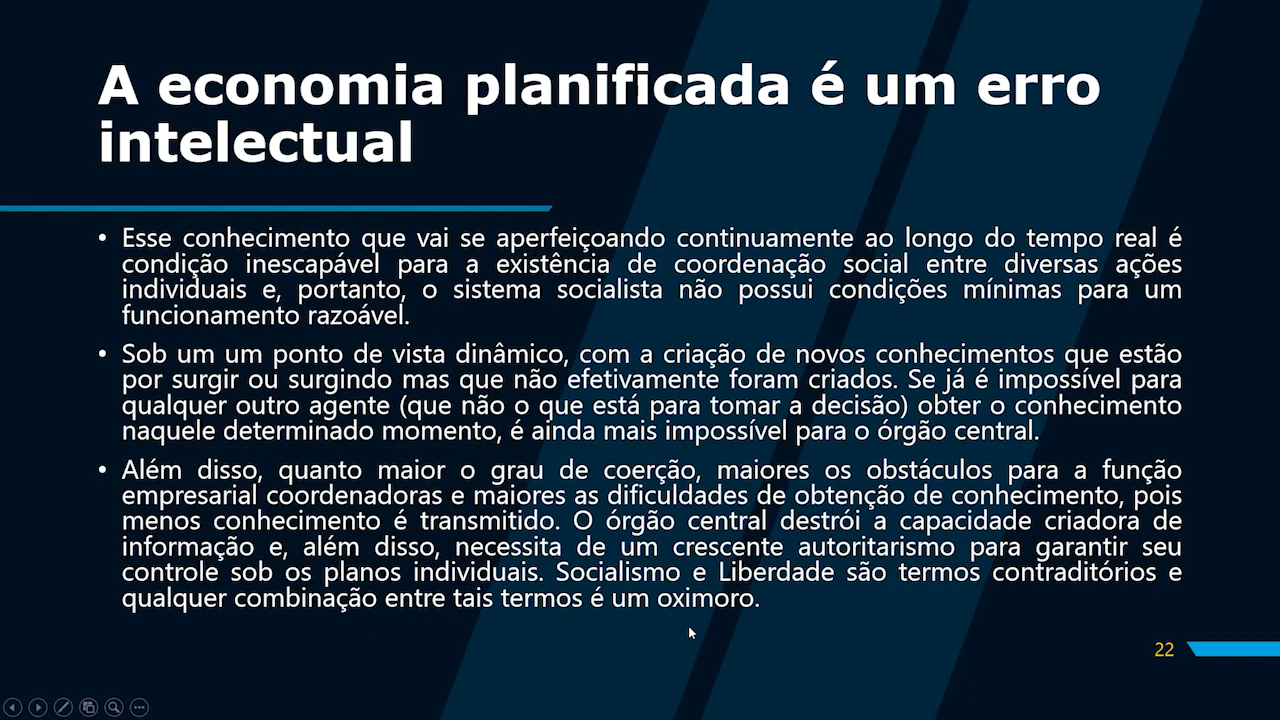 A economia planificada é um erro
intelectual
• Esse conhecimento que vai se aperfeiçoando continuamente ao longo do tempo real é
condição inescapável para a existência de coordenação social entre diversas ações
individuais e, portanto, o sistema socialista não possui condições mínimas para um
funcionamento razoável.
• Sob um um ponto de vista dinâmico, com a criação de novos conhecimentos que estão
por surgir ou surgindo mas que não efetivamente foram criados. Se já é impossível para
qualquer outro agente (que não o que está para tomar a decisão) obter o conhecimento
naquele determinado momento, é ainda mais impossível para o órgão central.
• Além disso, quanto maior o grau de coerção, maiores os obstáculos para a função
empresarial coordenadoras e maiores as dificuldades de obtenção de conhecimento, pois
menos conhecimento é transmitido. O órgão central destrói a capacidade criadora de
informação e, além disso, necessita de um crescente autoritarismo para garantir seu
controle sob os planos individuais. Socialismo e Liberdade são termos contraditórios e
qualquer combinação entre tais termos é um oximoro.
22